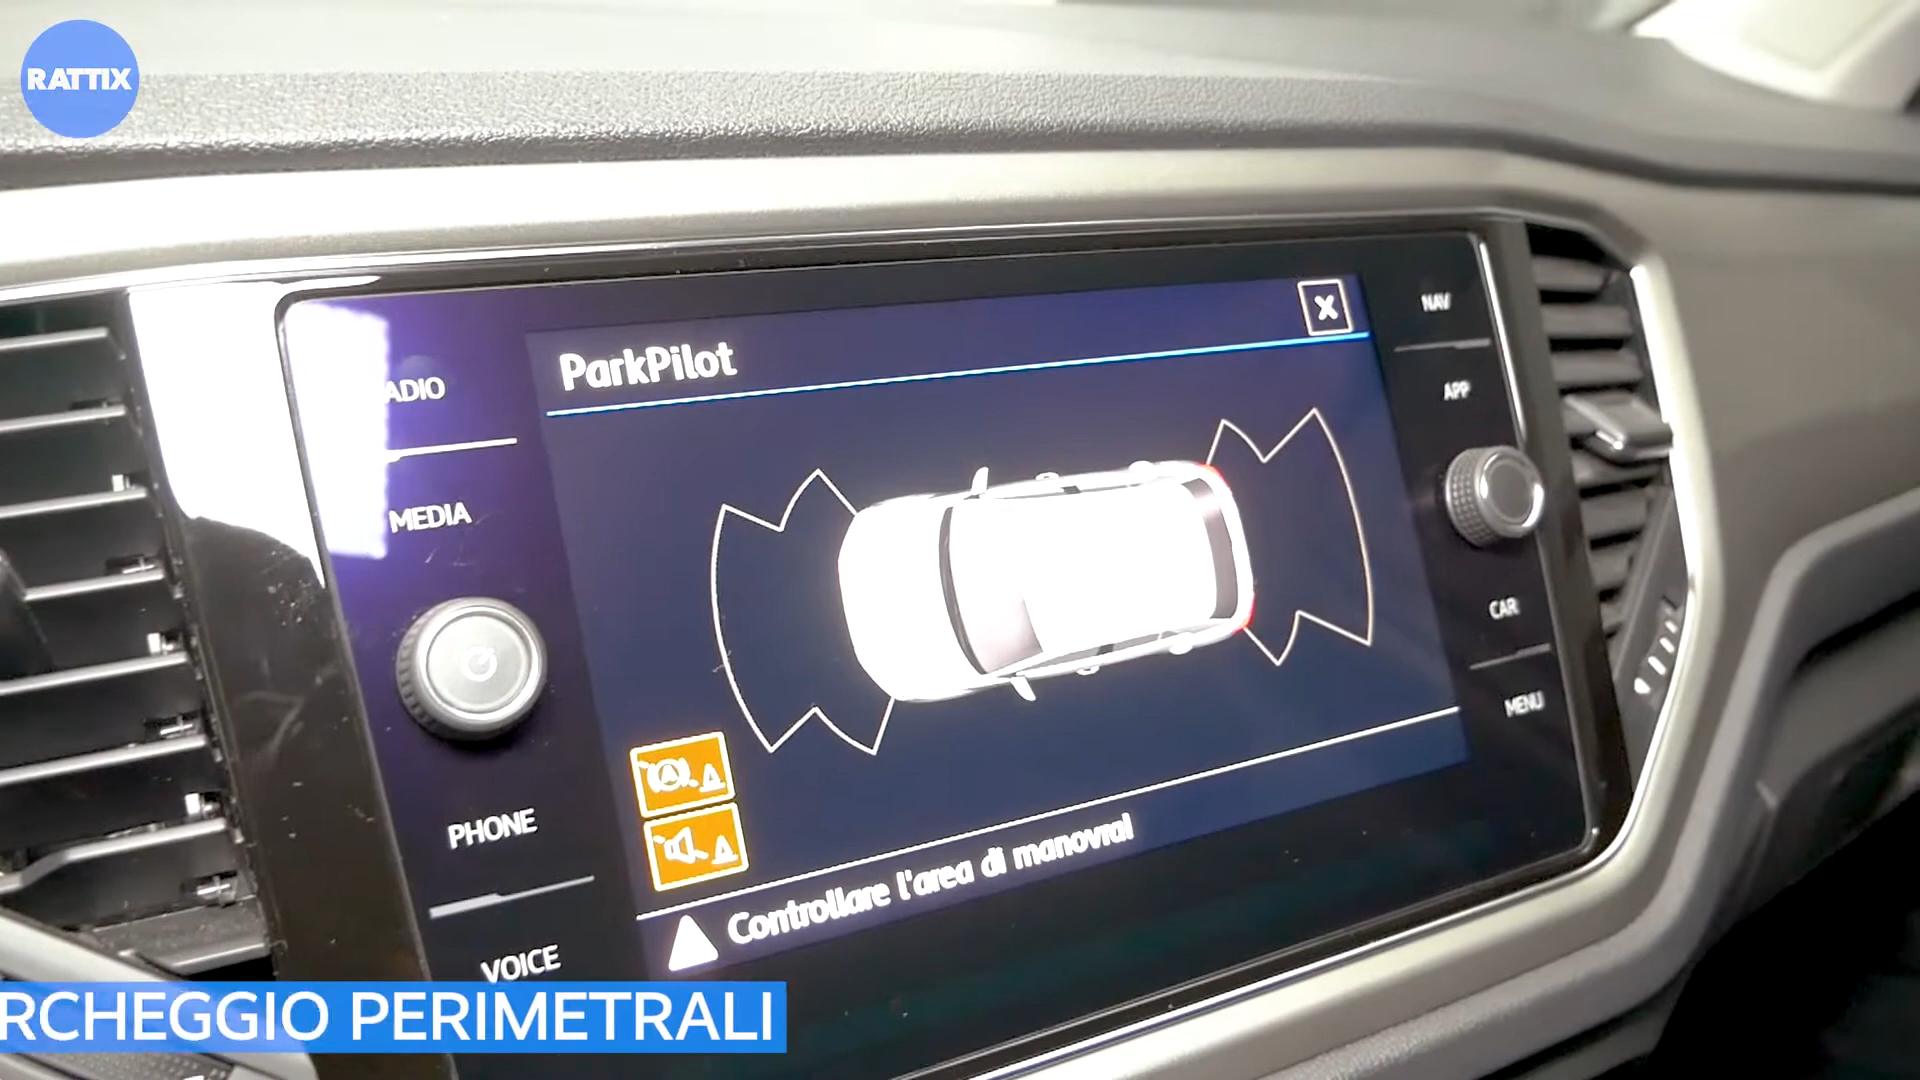 RATTIX
ADIO
MEDIA
PHONE
VOICE
ParkPilot
X
NAV
APP
CAR
MENU
Controllare l'area di manovra!
RCHEGGIO PERIMETRALI